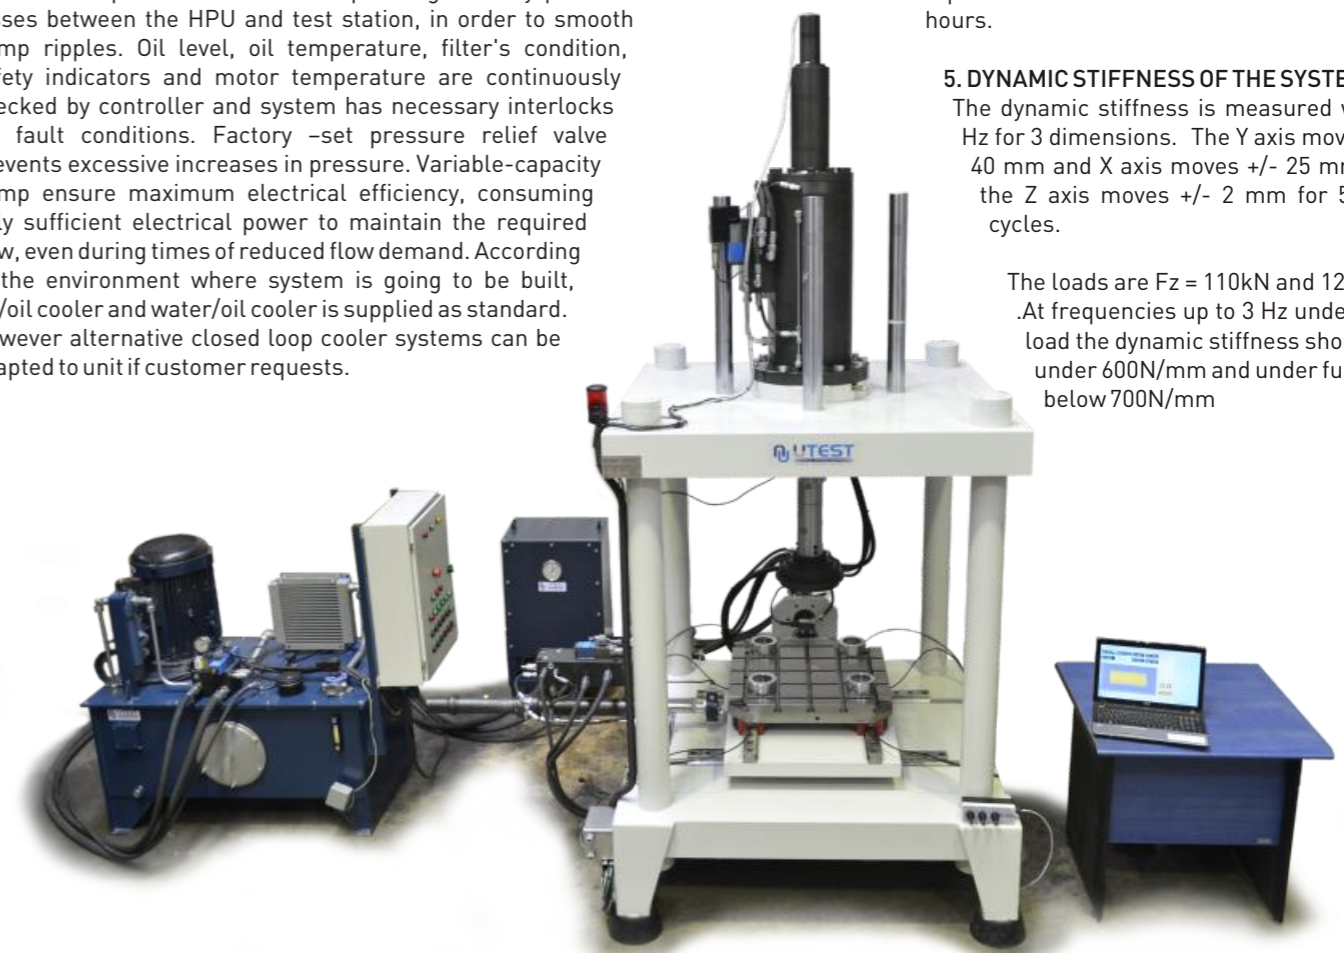 sses between the HPU and test station, in order to smooth
mp ripples. Oil level, oil temperature, filter's condition,
fety indicators and motor temperature are continuously
ecked by controller and system has necessary interlocks
fault conditions. Factory –set pressure relief valve
events excessive increases in pressure. Variable-capacity
mp ensure maximum electrical efficiency, consuming
ly sufficient electrical power to maintain the required
w, even during times of reduced flow demand. According
the environment where system is going to be built,
/oil cooler and water/oil cooler is supplied as standard.
wever alternative closed loop cooler systems can be
apted to unit if customer requests.
hours.
5. DYNAMIC STIFFNESS OF THE SYSTE
The dynamic stiffness is measured w
Hz for 3 dimensions. The Y axis mov
40 mm and X axis moves +/- 25 mm
the Z axis moves +/- 2 mm for 5
cycles.
The loads are Fz = 110kN and 12
.At frequencies up to 3 Hz unde
load the dynamic stiffness sho
under 600N/mm and under fu
below 700N/mm
UTEST